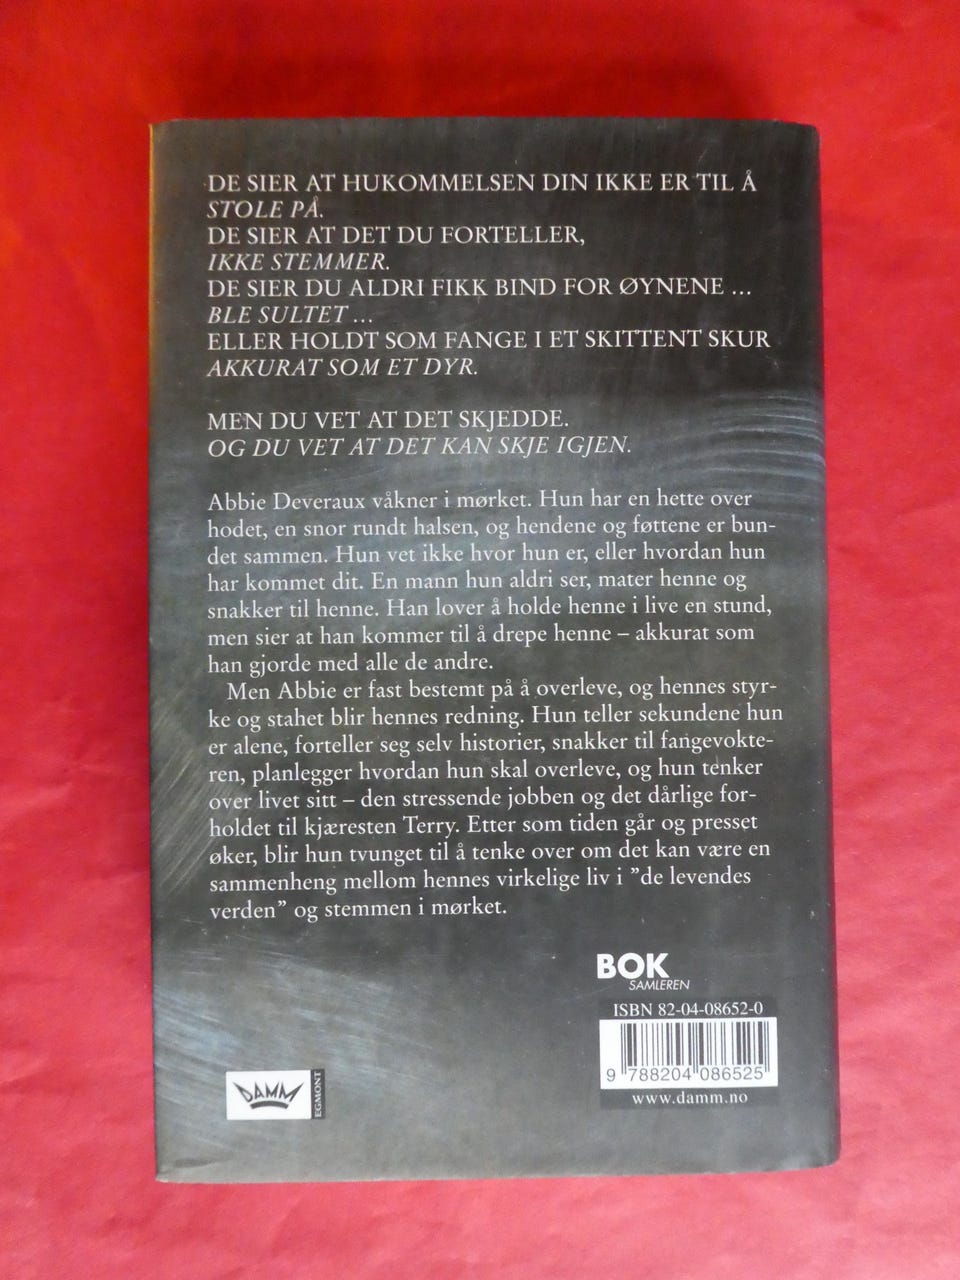 DE SIER AT HUKOMMELSEN DIN IKKE ER TIL Å
STOLE PÅ.
DE SIER AT DET DU FORTELLER,
IKKE STEMMER.
DE SIER DU ALDRI FIKK BIND FOR ØYNENE ...
BLE SULTET ...
ELLER HOLDT SOM FANGE I ET SKITTENT SKUR
AKKURAT SOM ET DYR.
MEN DU VET AT DET SKJEDDE.
OG DU VET AT DET KAN SKJE IGJEN.
Abbie Deveraux våkner i mørket. Hun har en hette over
hodet, en snor rundt halsen, og hendene og føttene er bun-
det sammen. Hun vet ikke hvor hun er, eller hvordan hun
har kommet dit. En mann hun aldri ser, mater henne og
snakker til henne. Han lover å holde henne i live en stund,
men sier at han kommer til å drepe henne – akkurat som
han gjorde med alle de andre.
Men Abbie er fast bestemt på å overleve, og hennes styr-
ke og stahet blir hennes redning. Hun teller sekundene hun
er alene, forteller seg selv historier, snakker til fangevokte-
ren, planlegger hvordan hun skal overleve, og hun tenker
over livet sitt – den stressende jobben og det dårlige for-
holdet til kjæresten Terry. Etter som tiden går og presset
øker, blir hun tvunget til å tenke over om det kan være en
sammenheng mellom hennes virkelige liv i ”de levendes
verden” og stemmen i mørket.
BOK
SAMLEREN
ISBN 82-04-08652-0
9 788204 086525
www.damm.no
DAMM
EGMONT